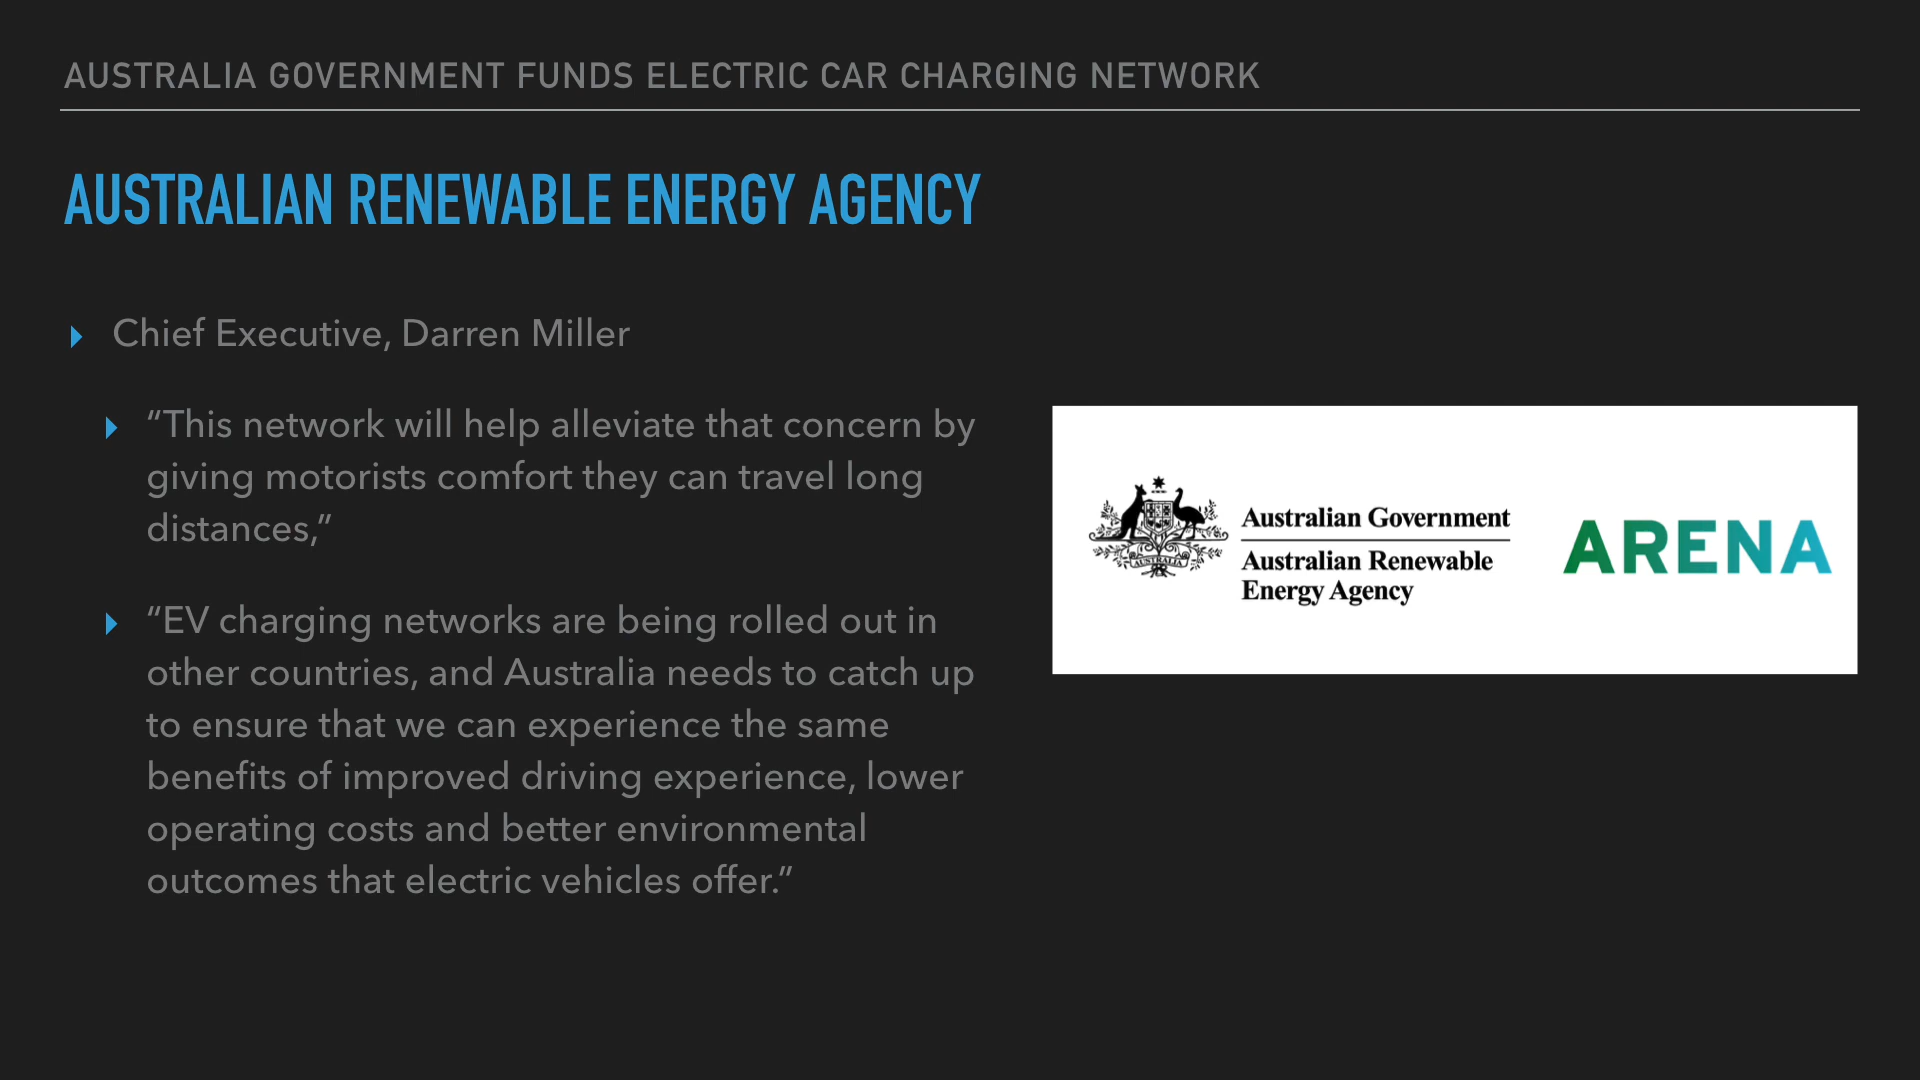 AUSTRALIA GOVERNMENT FUNDS ELECTRIC CAR CHARGING NETWORK
AUSTRALIAN RENEWABLE ENERGY AGENCY
Chief Executive, Darren Miller
“This network will help alleviate that concern by
giving motorists comfort they can travel long
distances,”
“EV charging networks are being rolled out in
other countries, and Australia needs to catch up
to ensure that we can experience the same
benefits of improved driving experience, lower
operating costs and better environmental
outcomes that electric vehicles offer.”
AUSTRALIA
Australian Government
Australian Renewable
Energy Agency
ARENA